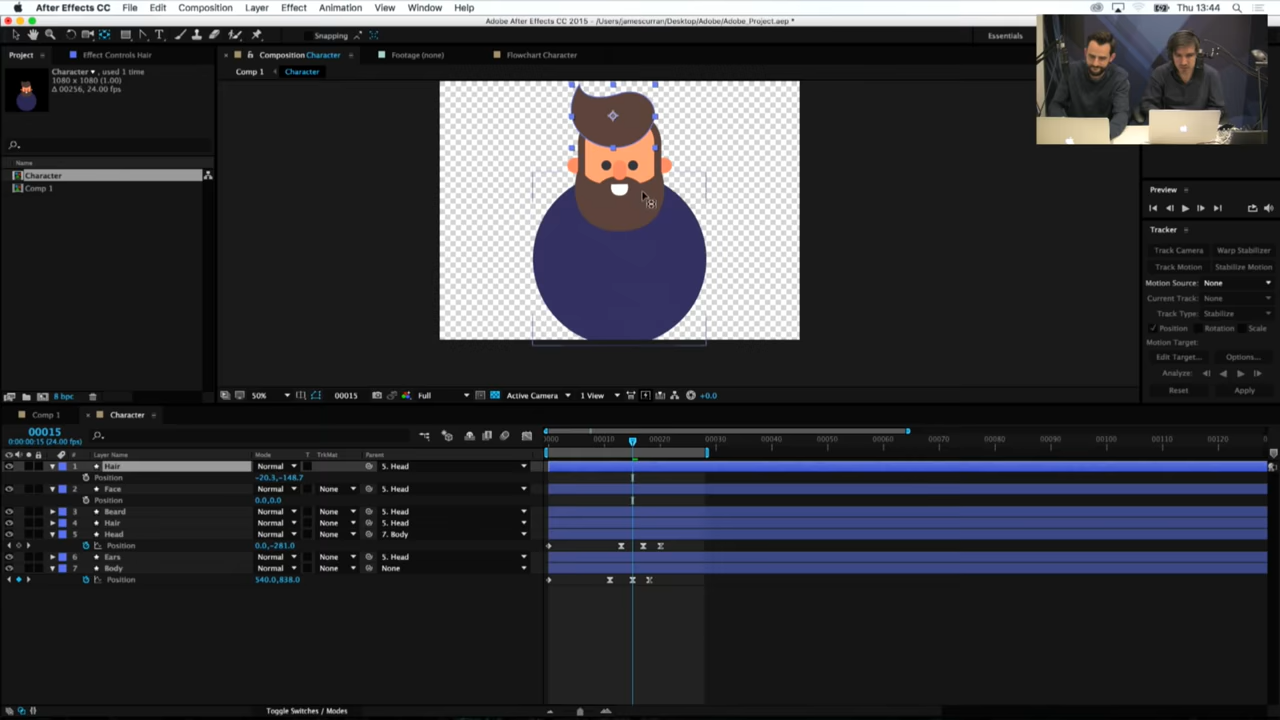 After Effects CC File Edit Composition Layer Effect Animation View Window Help Thu 13:44
Adobe After Effects CC 2015 - /Users/jamescurran/Desktop/Adobe/Adobe_Project.aep *
Snapping Essentials
Project Effect Controls Hair Composition Character Footage (none) Flowchart Character
Character▼, used 1 time
1080 x 1080 (1.00)
Δ 00256, 24.00 fps
Comp 1 Character
Name
Character
Comp 1
Preview
Tracker
Track Camera Warp Stabilizer
Track Motion Stabilize Motion
Motion Source: None
Current Track: None
Track Type: Stabilize
Position Rotation Scale
Motion Target:
Edit Target... Options...
Analyze:
Reset Apply
8 bpc 50% 00015 Full Active Camera 1 View +0.0
Comp 1 Character
00015
0:00:00:15 (24.00 fps)
0000 00010 00020 00030 00040 00050 00060 00070 00080 00090 00100 00110 00120
# Layer Name Mode T TrkMat Parent
1 Hair Normal 5. Head
Position -20.3,-148.7
2 Face Normal None 5. Head
Position 0.0,0.0
3 Beard Normal None 5. Head
4 Hair Normal None 5. Head
5 Head Normal None 7. Body
Position 0.0,-281.0
6 Ears Normal None 5. Head
7 Body Normal None None
Position 540.0,838.0
Toggle Switches / Modes